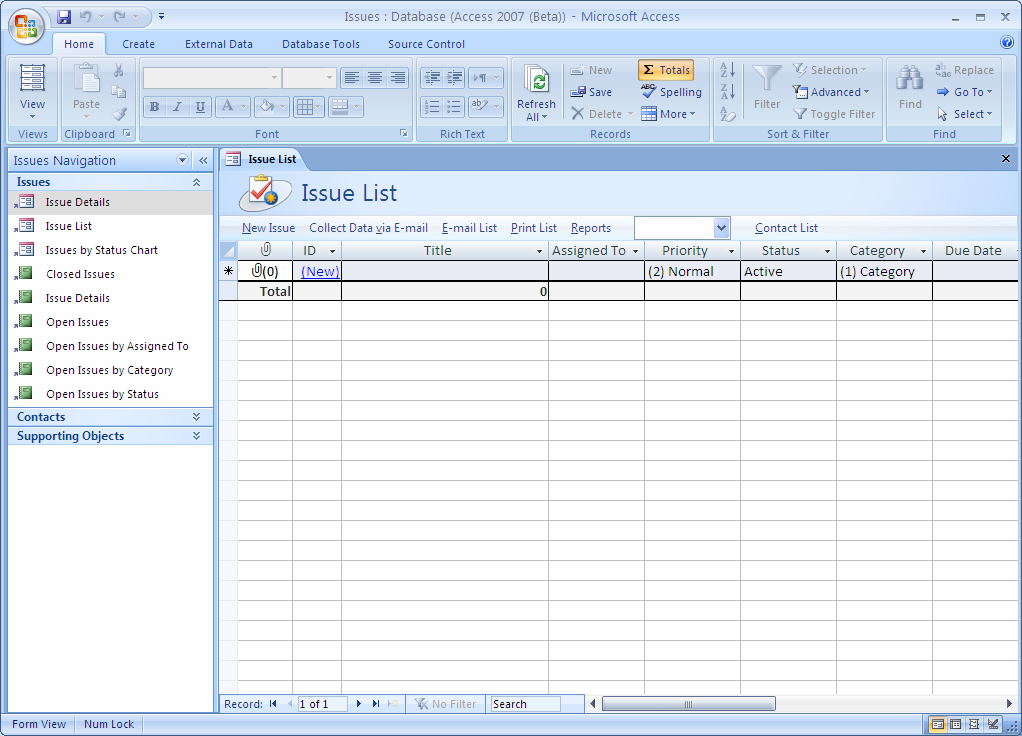 Issues : Database (Access 2007 (Beta)) - Microsoft Access
Home Create External Data Database Tools Source Control
View Paste Refresh All New Save Delete Totals Spelling More Filter Selection Advanced Toggle Filter Find Replace Go To Select
Views Clipboard Font Rich Text Records Sort & Filter Find
Issues Navigation
Issues
Issue Details
Issue List
Issues by Status Chart
Closed Issues
Issue Details
Open Issues
Open Issues by Assigned To
Open Issues by Category
Open Issues by Status
Contacts
Supporting Objects
Issue List
Issue List
New Issue Collect Data via E-mail E-mail List Print List Reports Contact List
ID Title Assigned To Priority Status Category Due Date
(0) (New) (2) Normal Active (1) Category
Total 0
Record: 1 of 1 No Filter Search
Form View Num Lock